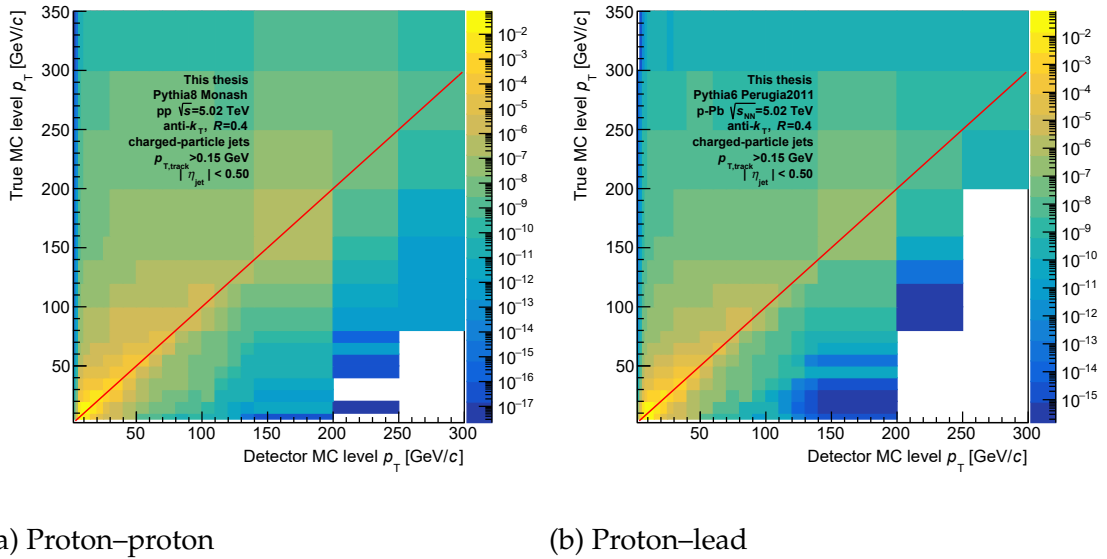 350
300
250
200
150
100
50
True MC level p_T [GeV/c]
This thesis
Pythia8 Monash
pp √s=5.02 TeV
anti-k_T, R=0.4
charged-particle jets
p_T,track >0.15 GeV
| η_jet | < 0.50
50 100 150 200 250 300
Detector MC level p_T [GeV/c]
10⁻²
10⁻³
10⁻⁴
10⁻⁵
10⁻⁶
10⁻⁷
10⁻⁸
10⁻⁹
10⁻¹⁰
10⁻¹¹
10⁻¹²
10⁻¹³
10⁻¹⁴
10⁻¹⁵
10⁻¹⁶
10⁻¹⁷
350
300
250
200
150
100
50
True MC level p_T [GeV/c]
This thesis
Pythia6 Perugia2011
p-Pb √s_NN=5.02 TeV
anti-k_T, R=0.4
charged-particle jets
p_T,track >0.15 GeV
| η_jet | < 0.50
50 100 150 200 250 300
Detector MC level p_T [GeV/c]
10⁻²
10⁻³
10⁻⁴
10⁻⁵
10⁻⁶
10⁻⁷
10⁻⁸
10⁻⁹
10⁻¹⁰
10⁻¹¹
10⁻¹²
10⁻¹³
10⁻¹⁴
10⁻¹⁵
a) Proton–proton
(b) Proton–lead